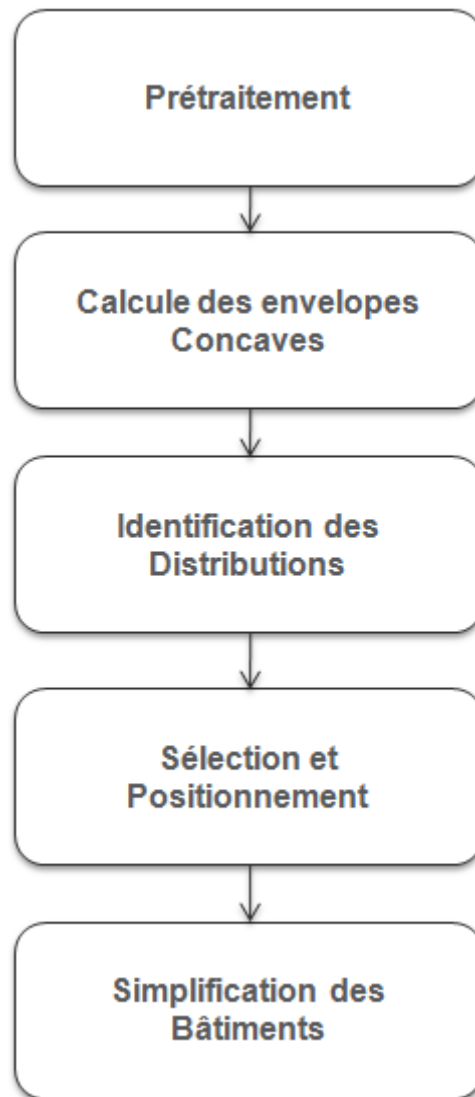 Prétraitement
Calcule des envelopes
Concaves
Identification des
Distributions
Sélection et
Positionnement
Simplification des
Bâtiments